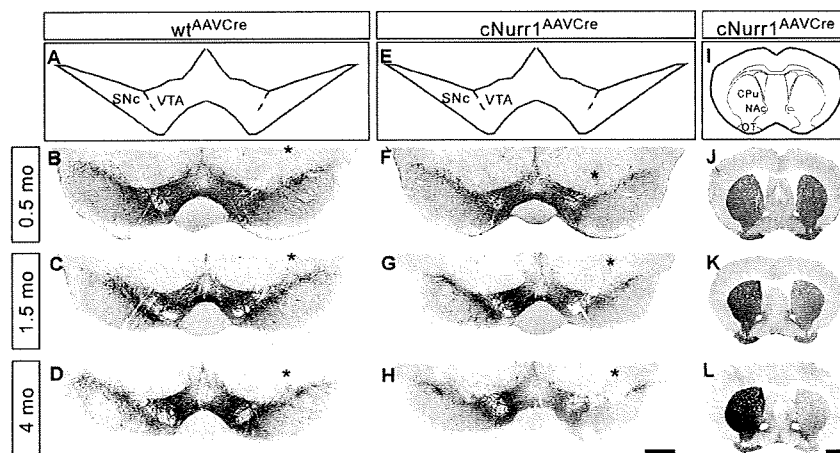 wtAAVCre
cNurr1AAVCre
cNurr1AAVCre
A
SNc
VTA
E
SNc
VTA
I
CPu
NAc
OT
0.5 mo
B
*
F
*
J
1.5 mo
C
*
G
*
K
4 mo
D
*
H
*
L